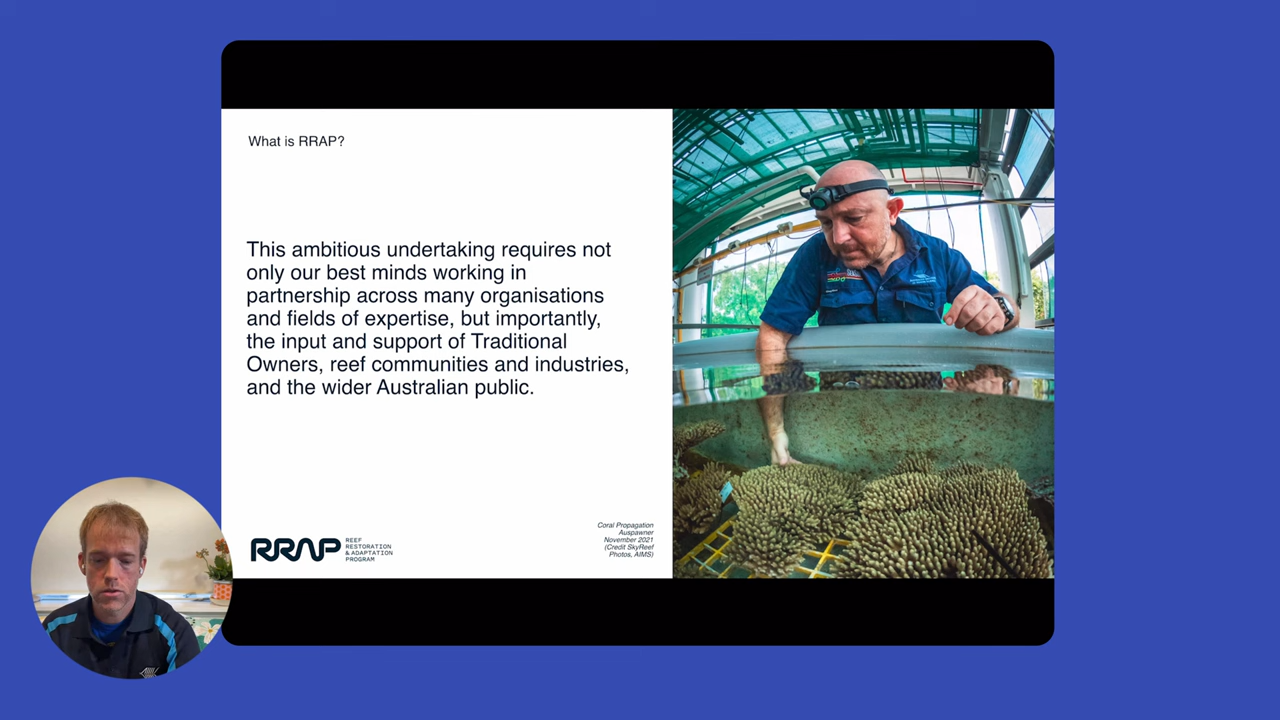 What is RRAP?
This ambitious undertaking requires not
only our best minds working in
partnership across many organisations
and fields of expertise, but importantly,
the input and support of Traditional
Owners, reef communities and industries,
and the wider Australian public.
RRAP
REEF
RESTORATION
& ADAPTATION
PROGRAM
Coral Propagation
Auspawner
November 2021
(Credit SkyReef
Photos, AIMS)